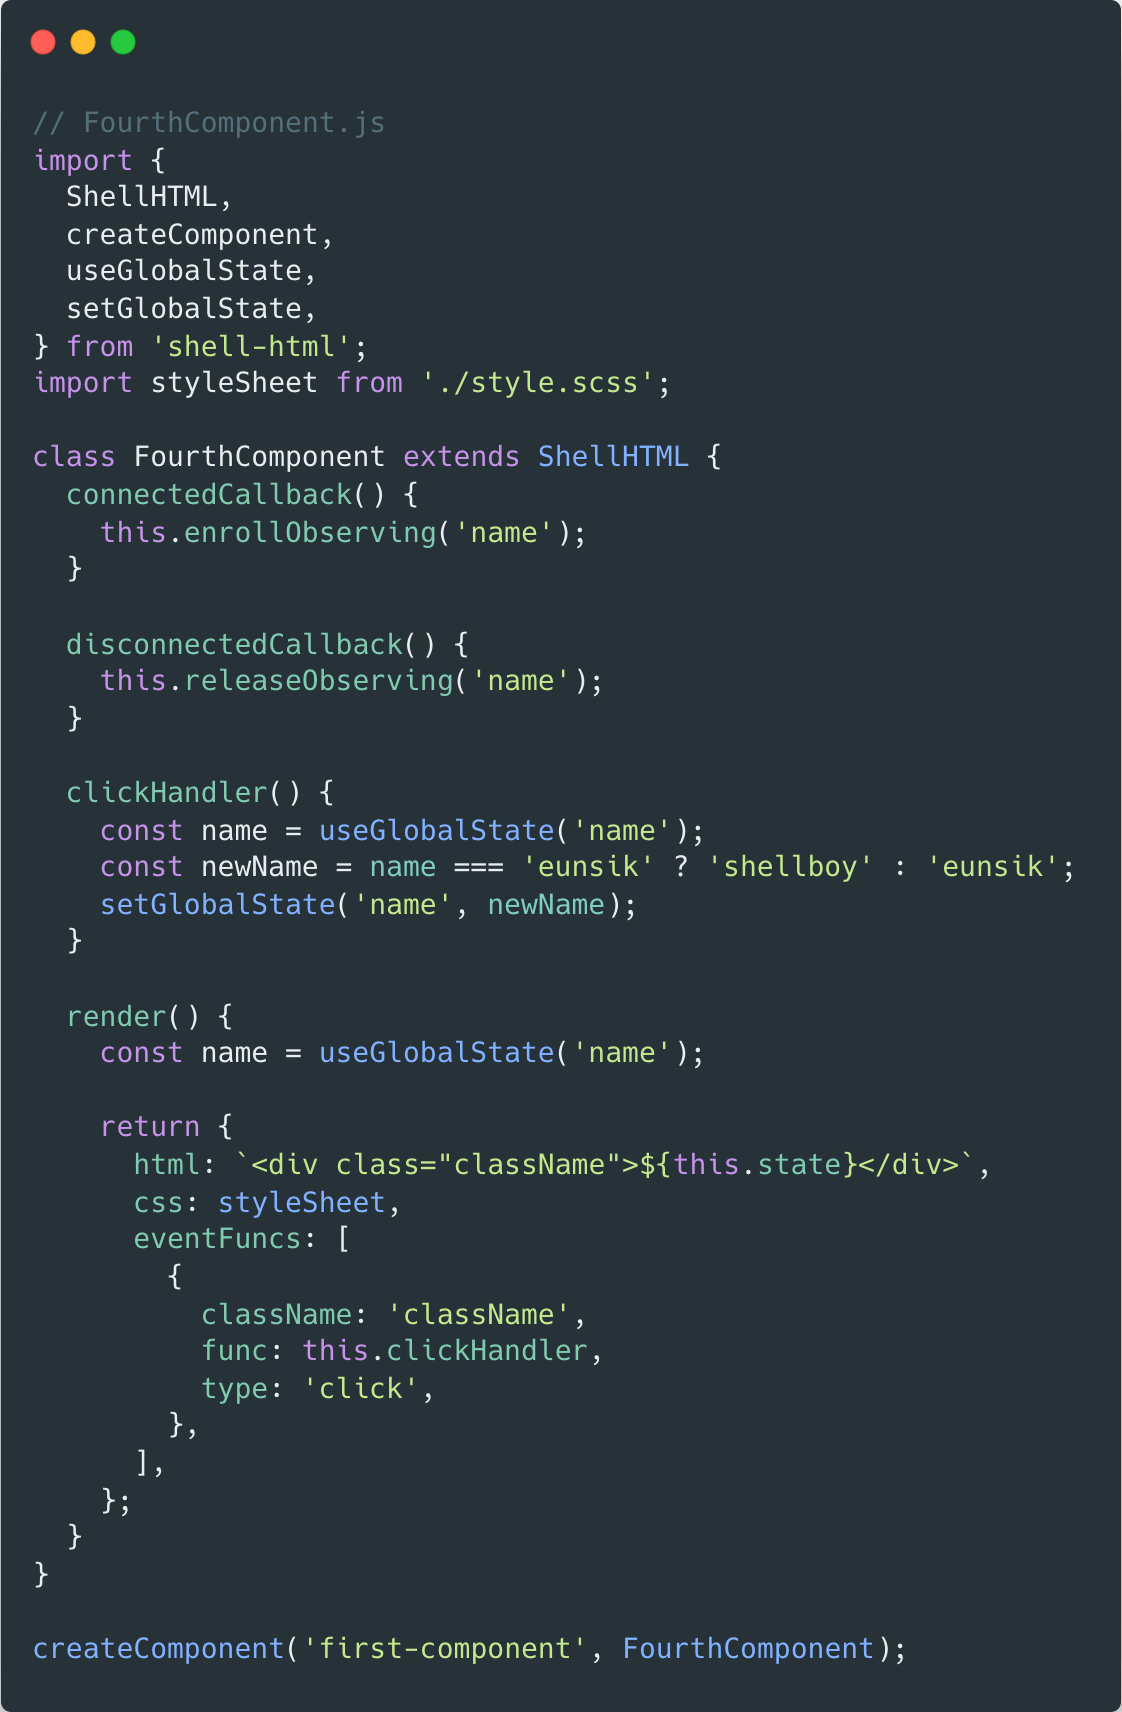 // FourthComponent.js
import {
  ShellHTML,
  createComponent,
  useGlobalState,
  setGlobalState,
} from 'shell-html';
import styleSheet from './style.scss';

class FourthComponent extends ShellHTML {
  connectedCallback() {
    this.enrollObserving('name');
  }

  disconnectedCallback() {
    this.releaseObserving('name');
  }

  clickHandler() {
    const name = useGlobalState('name');
    const newName = name === 'eunsik' ? 'shellboy' : 'eunsik';
    setGlobalState('name', newName);
  }

  render() {
    const name = useGlobalState('name');

    return {
      html: `<div class="className">${this.state}</div>`,
      css: styleSheet,
      eventFuncs: [
        {
          className: 'className',
          func: this.clickHandler,
          type: 'click',
        },
      ],
    };
  }
}

createComponent('first-component', FourthComponent);